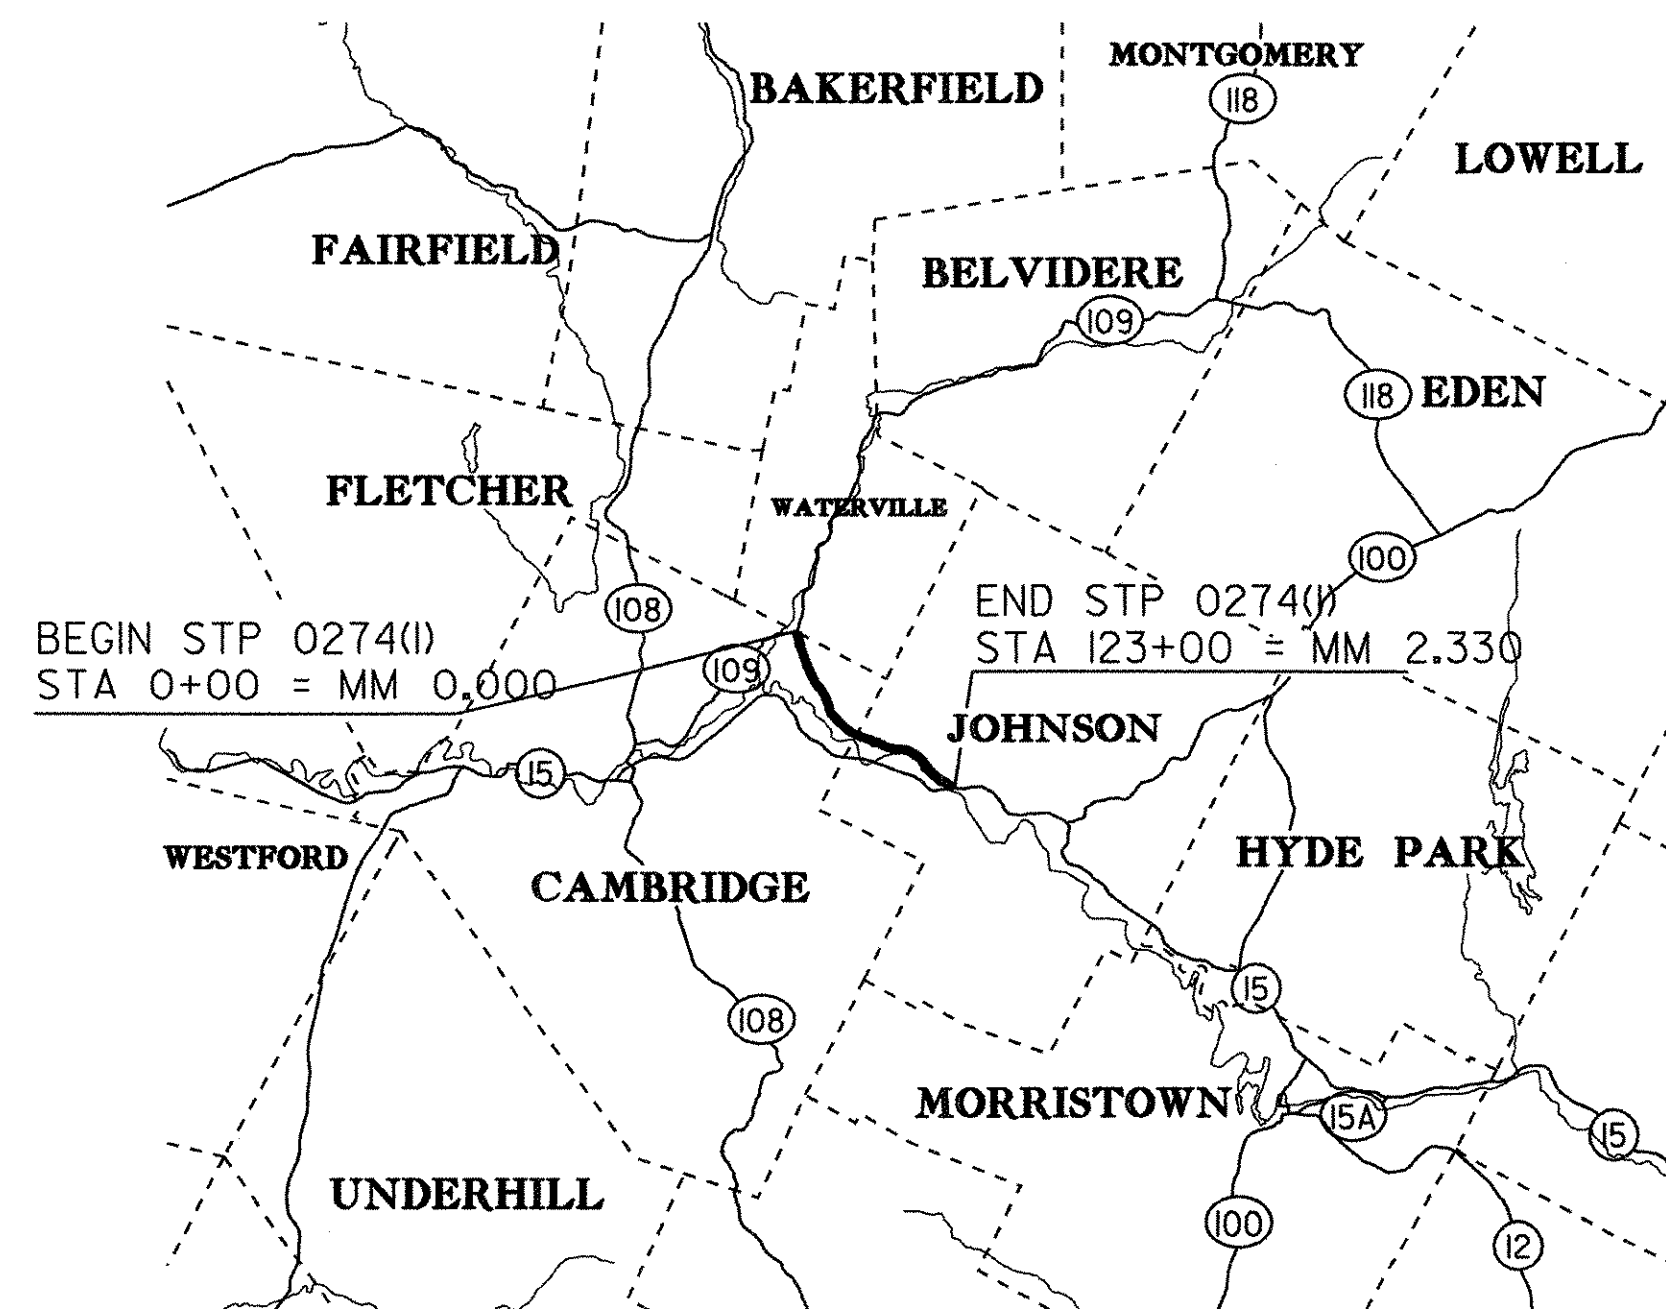 MONTGOMERY
BAKERFIELD
118
LOWELL
FAIRFIELD
BELVIDERE
109
118
EDEN
FLETCHER
WATERVILLE
100
108
END STP 0274(1)
STA 123+00 = MM 2.330
BEGIN STP 0274(1)
STA 0+00 = MM 0.000
109
JOHNSON
15
WESTFORD
HYDE PARK
CAMBRIDGE
15
108
MORRISTOWN
15A
15
UNDERHILL
100
12